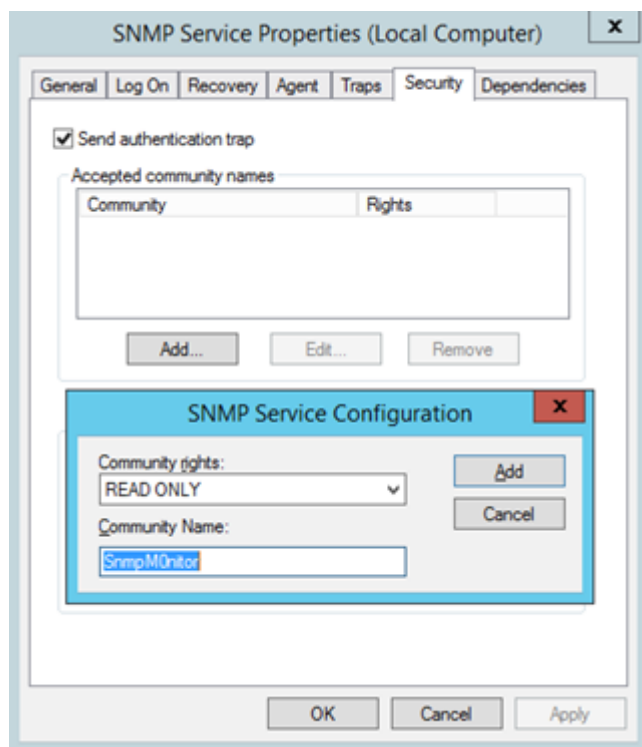 SNMP Service Properties (Local Computer)
x
General Log On Recovery Agent Traps Security Dependencies
Send authentication trap
Accepted community names
Community Rights
Add... Edit... Remove
SNMP Service Configuration
x
Community rights:
READ ONLY
Add
Community Name:
Cancel
SnmpM0nitor
OK Cancel Apply